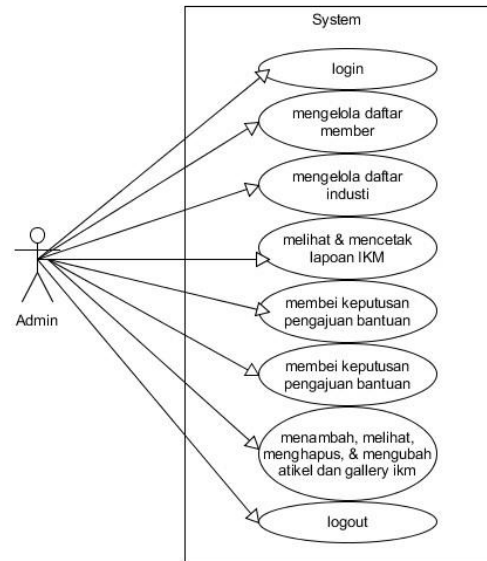 System
login
mengelola daftar
member
mengelola daftar
industi
melihat & mencetak
lapoan IKM
Admin
membei keputusan
pengajuan bantuan
membei keputusan
pengajuan bantuan
menambah, melihat,
menghapus, & mengubah
atikel dan gallery ikm
logout